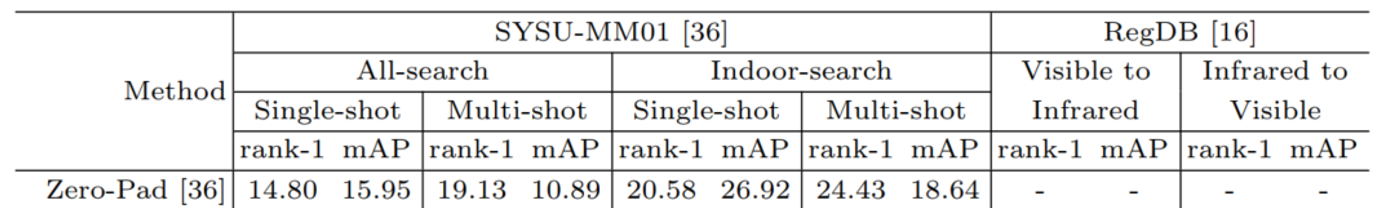 SYSU-MM01 [36] RegDB [16]
All-search Indoor-search Visible to Infrared to
Method
Single-shot Multi-shot Single-shot Multi-shot Infrared Visible
rank-1 mAP rank-1 mAP rank-1 mAP rank-1 mAP rank-1 mAP rank-1 mAP
Zero-Pad [36] 14.80 15.95 19.13 10.89 20.58 26.92 24.43 18.64 - - - -